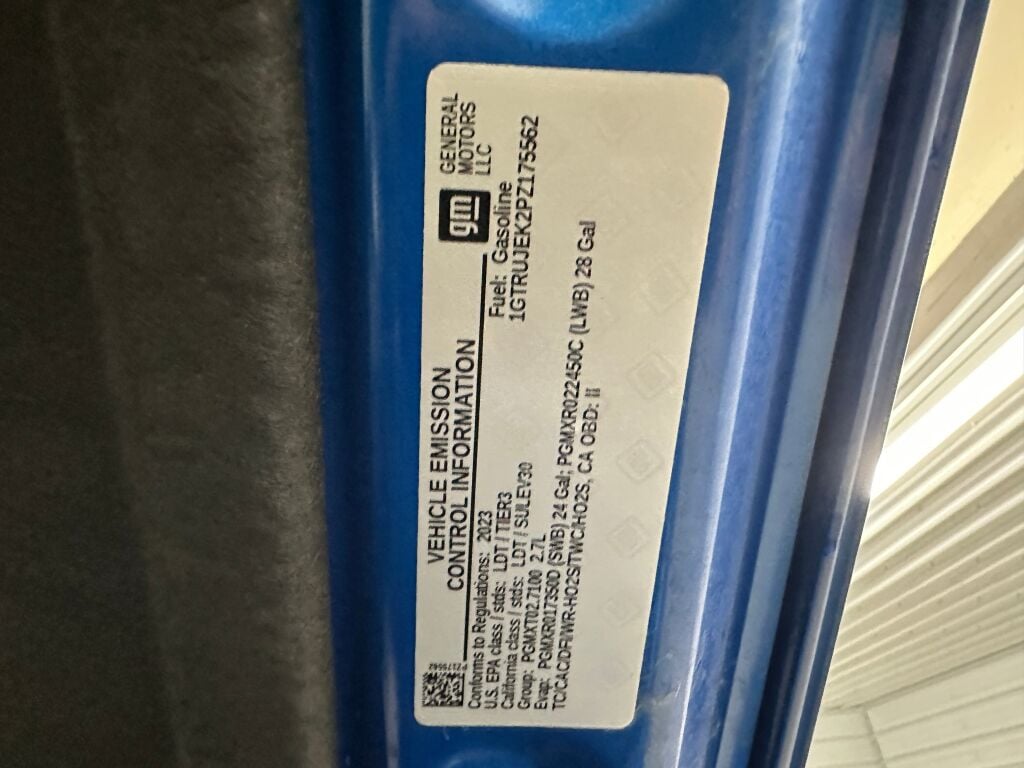 VEHICLE EMISSION
CONTROL INFORMATION
gm
GENERAL
MOTORS
LLC
Conforms to Regulations: 2023
Fuel: Gasoline
U.S. EPA class / stds: LDT / TIER3
1GTRUJEK2PZ175562
California class / stds: LDT / SULEV30
Group: PGMXT02.7100 2.7L
Evap: PGMXR017350D (SWB) 24 Gal; PGMXR022450C (LWB) 28 Gal
TC/CAC/DFI/WR-HO2S/TWC/HO2S, CA OBD: II